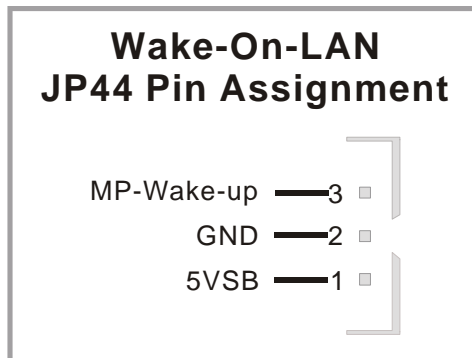 Wake-On-LAN
JP44 Pin Assignment
MP-Wake-up 3
GND 2
5VSB 1